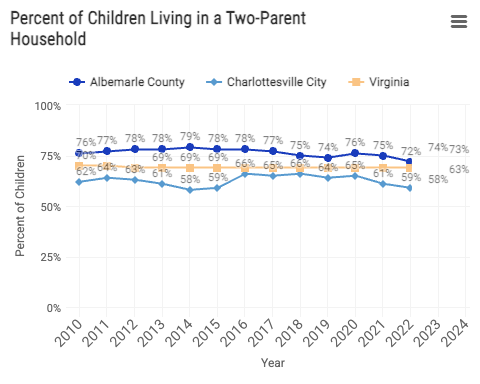 Percent of Children Living in a Two-Parent
Household
Albemarle County Charlottesville City Virginia
100%
75%
50%
25%
0%
Percent of Children
76% 77% 78% 78% 79% 78% 78% 77% 75% 74% 76% 75% 72% 74% 73%
70% 69% 69% 69% 63%
62% 64% 63% 61% 58% 59% 66% 65% 66% 64% 65% 61% 59% 58%
2010 2011 2012 2013 2014 2015 2016 2017 2018 2019 2020 2021 2022 2023 2024
Year